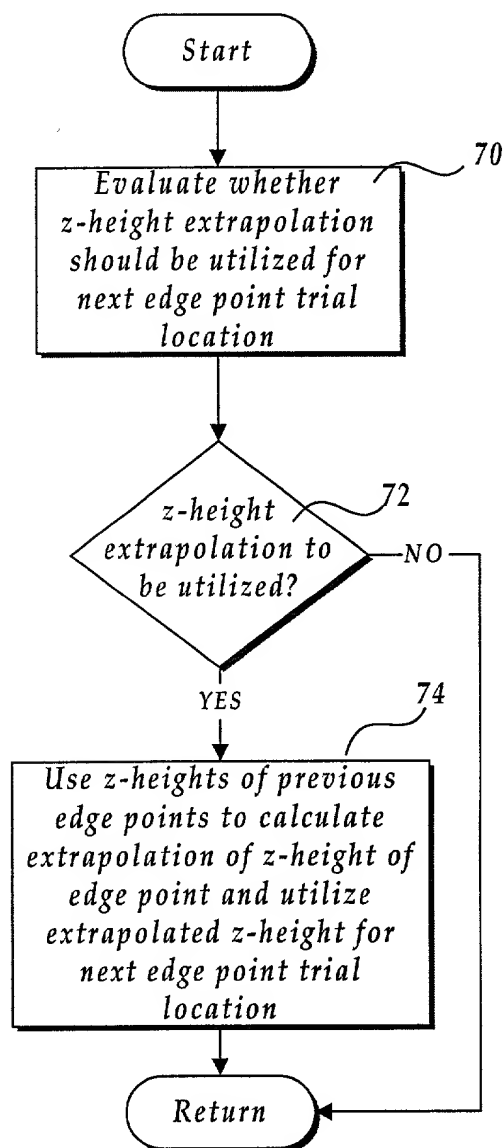 Start
70
Evaluate whether
z-height extrapolation
should be utilized for
next edge point trial
location
72
z-height
extrapolation to
be utilized?
NO
YES
74
Use z-heights of previous
edge points to calculate
extrapolation of z-height of
edge point and utilize
extrapolated z-height for
next edge point trial
location
Return